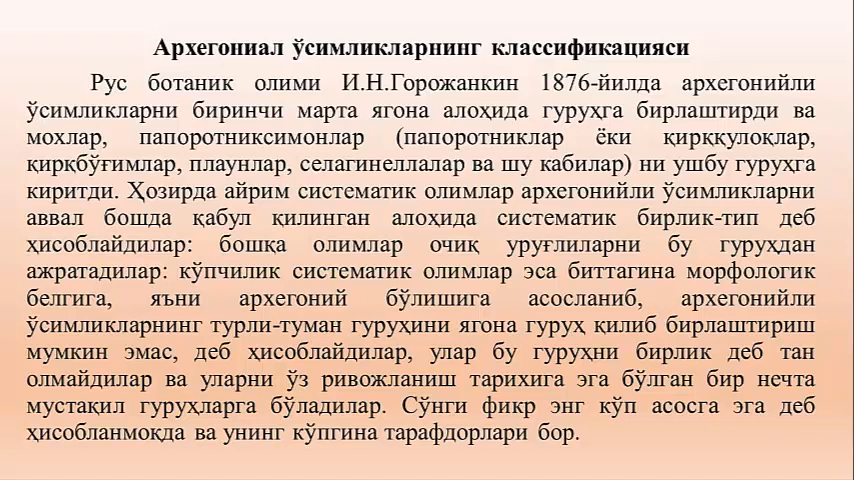 Архегониал ўсимликларнинг классификацияси
Рус ботаник олими И.Н.Горожанкин 1876-йилда архегонийли
ўсимликларни биринчи марта ягона алоҳида гуруҳга бирлаштирди ва
мохлар, папоротниксимонлар (папоротниклар ёки қирққулоқлар,
қирқбўғимлар, плаунлар, селагинеллалар ва шу кабилар) ни ушбу гуруҳга
киритди. Ҳозирда айрим систематик олимлар архегонийли ўсимликларни
аввал бошда қабул қилинган алоҳида систематик бирлик-тип деб
ҳисоблайдилар: бошқа олимлар очиқ уруғлиларни бу гуруҳдан
ажратадилар: кўпчилик систематик олимлар эса биттагина морфологик
белгига, яъни архегоний бўлишига асосланиб, архегонийли
ўсимликларнинг турли-туман гуруҳини ягона гуруҳ қилиб бирлаштириш
мумкин эмас, деб ҳисоблайдилар, улар бу гуруҳни бирлик деб тан
олмайдилар ва уларни ўз ривожланиш тарихига эга бўлган бир нечта
мустақил гуруҳларга бўладилар. Сўнги фикр энг кўп асосга эга деб
ҳисобланмоқда ва унинг кўпгина тарафдорлари бор.